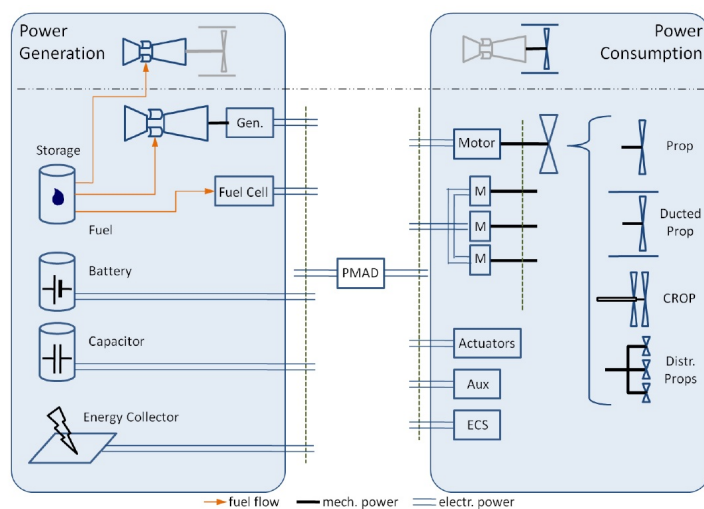 Power
Generation
Power
Consumption
Gen.
Storage
Fuel Cell
Fuel
Battery
Capacitor
Energy Collector
PMAD
Motor
M
M
M
Actuators
Aux
ECS
Prop
Ducted
Prop
CROP
Distr.
Props
fuel flow
mech. power
electr. power